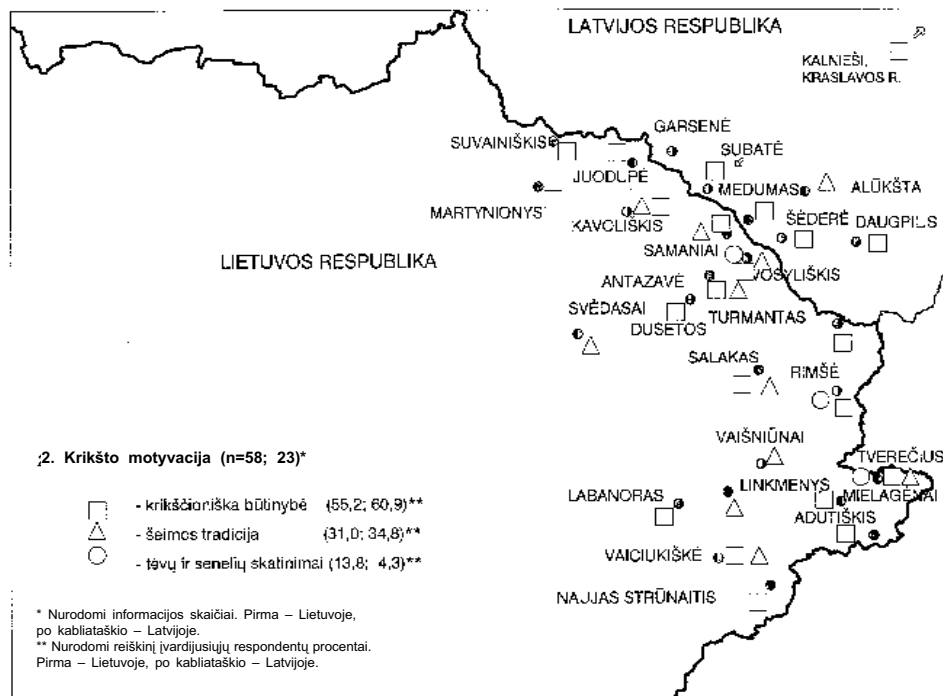 LATVIJOS RESPUBLIKA
KALNIEŠI,
KRASLAVOS R.
GARSENĖ
SUVAINIŠKIS
SUBATĖ
JUODUPĖ
MEDUMAS
ALŪKŠTA
MARTYNIONYS
KAVOLIŠKIS
ŠĖDERĖ
DAUGPILS
SAMANIAI
LIETUVOS RESPUBLIKA
ANTAZAVĖ
VOSYLIŠKIS
SVĖDASAI
DUSETOS
TURMANTAS
SALAKAS
RIMŠĖ
VAIŠNIŪNAI
2. Krikšto motyvacija (n=58; 23)*
TVEREČIUS
LINKMENYS
MIELAGĖNAI
- krikščioniška būtinybė (55,2; 60,9)**
LABANORAS
ADUTIŠKIS
- šeimos tradicija (31,0; 34,8)**
- tėvų ir senelių skatinimai (13,8; 4,3)**
VAICIUKIŠKĖ
NAUJAS STRŪNAITIS
* Nurodomi informacijos skaičiai. Pirma – Lietuvoje,
po kabliataškio – Latvijoje.
** Nurodomi reiškinį įvardijusiųjų respondentų procentai.
Pirma – Lietuvoje, po kabliataškio – Latvijoje.